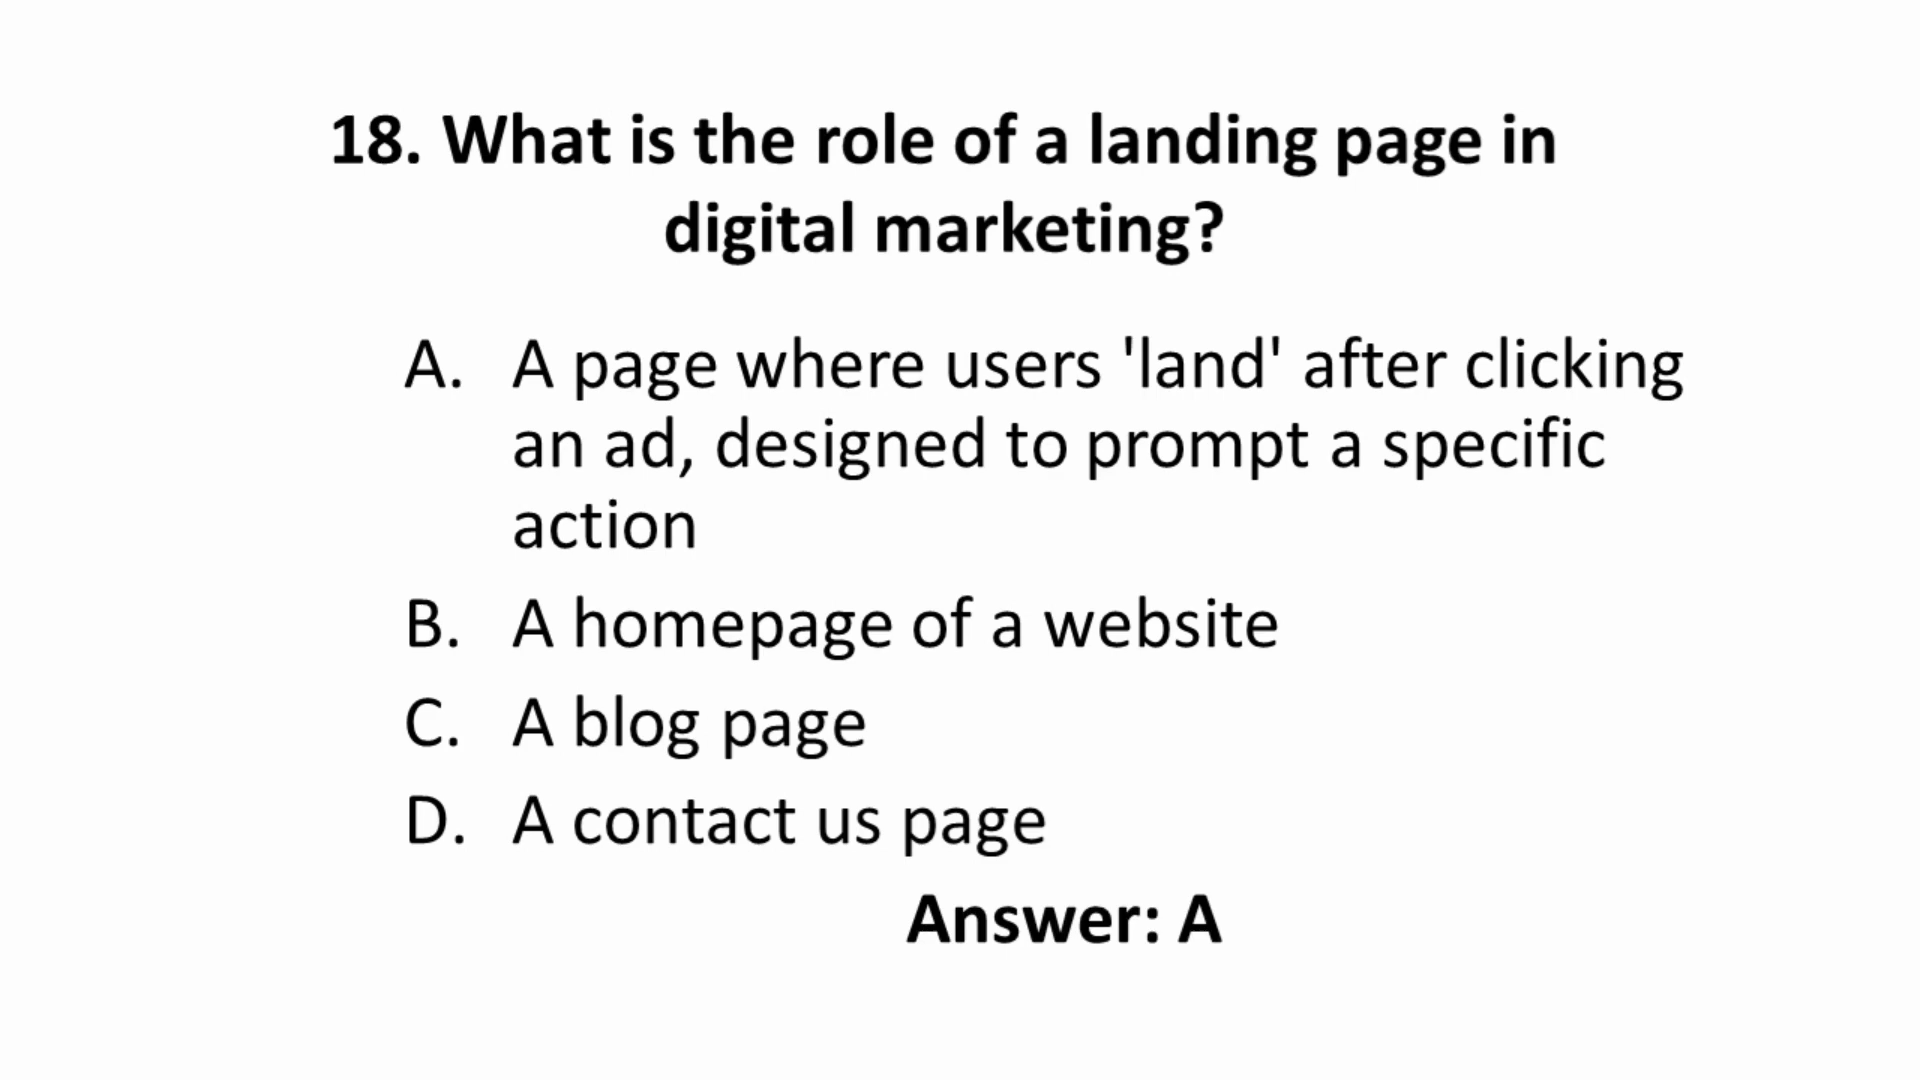 18. What is the role of a landing page in
digital marketing?
A. A page where users 'land' after clicking
an ad, designed to prompt a specific
action
B. A homepage of a website
C. A blog page
D. A contact us page
Answer: A